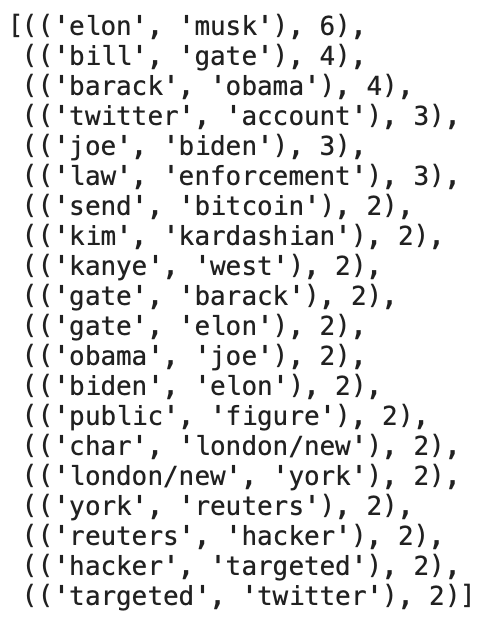 [(('elon', 'musk'), 6),
(('bill', 'gate'), 4),
(('barack', 'obama'), 4),
(('twitter', 'account'), 3),
(('joe', 'biden'), 3),
(('law', 'enforcement'), 3),
(('send', 'bitcoin'), 2),
(('kim', 'kardashian'), 2),
(('kanye', 'west'), 2),
(('gate', 'barack'), 2),
(('gate', 'elon'), 2),
(('obama', 'joe'), 2),
(('biden', 'elon'), 2),
(('public', 'figure'), 2),
(('char', 'london/new'), 2),
(('london/new', 'york'), 2),
(('york', 'reuters'), 2),
(('reuters', 'hacker'), 2),
(('hacker', 'targeted'), 2),
(('targeted', 'twitter'), 2)]